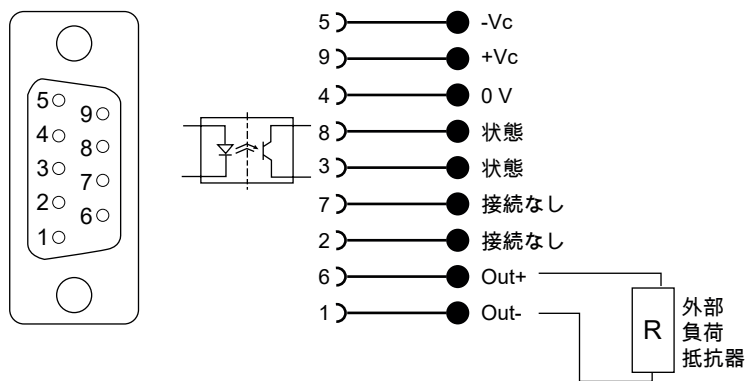 5 -Vc
9 +Vc
4 0 V
8 状態
3 状態
7 接続なし
2 接続なし
6 Out+
1 Out-
5
9
4
8
3
7
2
6
1
R
外部
負荷
抵抗器